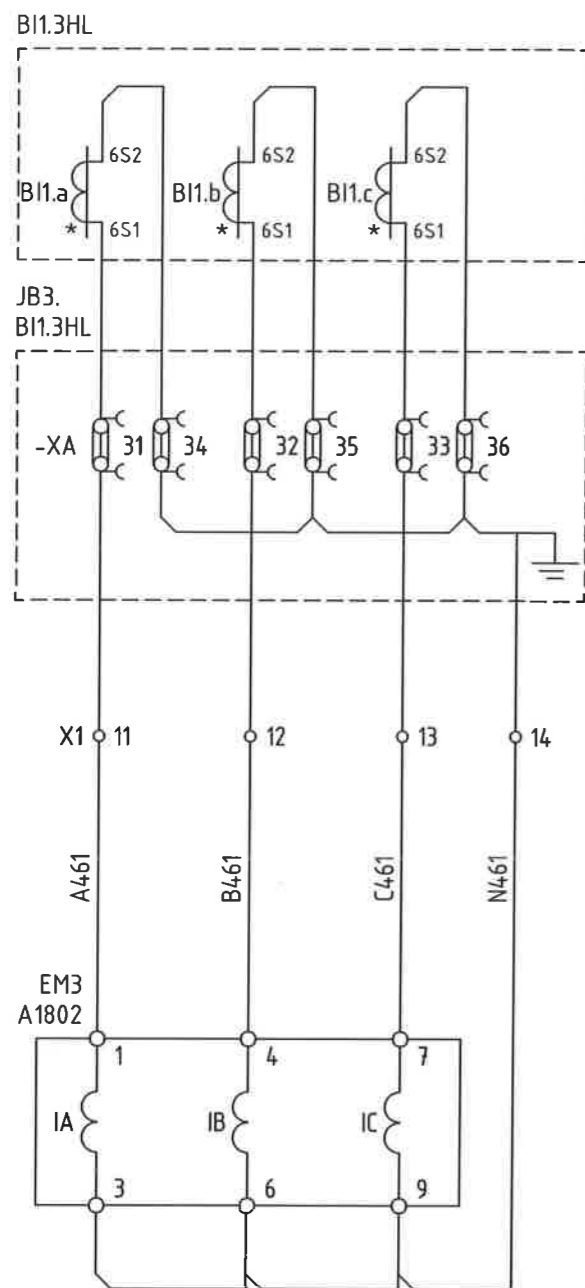 BI1.3HL
6S2 6S2 6S2
BI1.a BI1.b BI1.c
* 6S1 * 6S1 * 6S1
JB3.
BI1.3HL
-XA 31 34 32 35 33 36
X1 11 12 13 14
A461 B461 C461 N461
EM3
A1802
1 4 7
IA IB IC
3 6 9